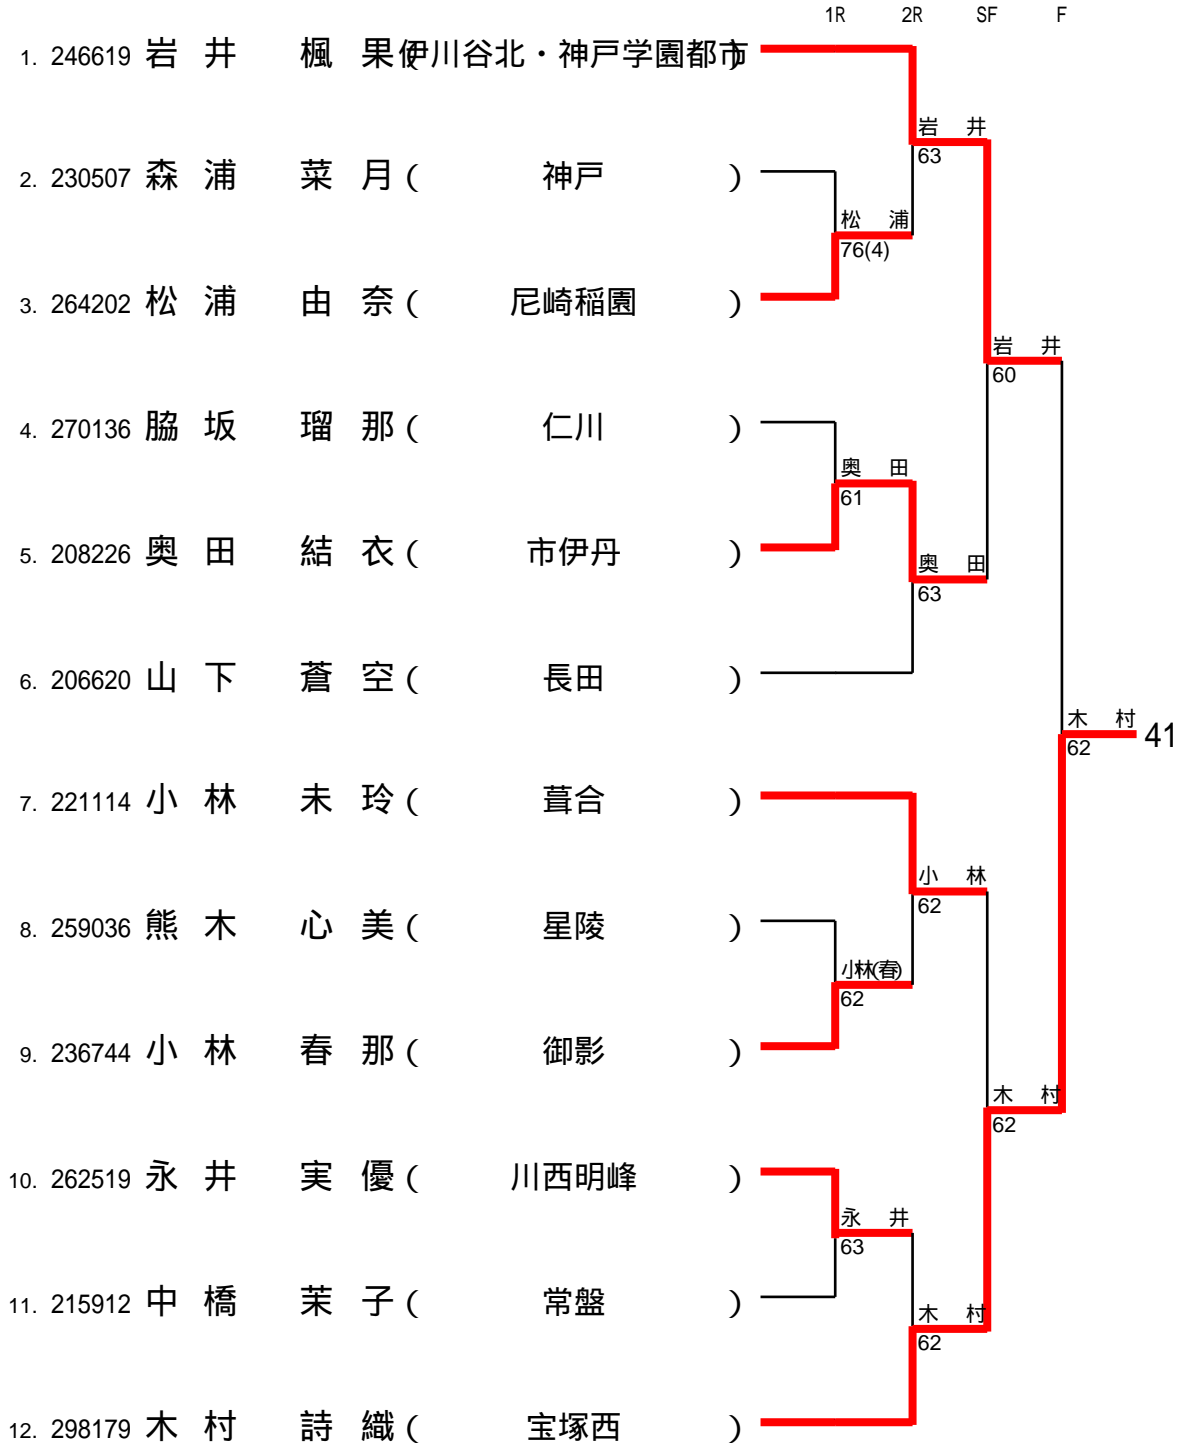 1R 2R SF F
1. 246619 岩井 楓果(伊川谷北・神戸学園都市)
岩井
63
2. 230507 森浦 菜月( 神戸 )
松浦
76(4)
3. 264202 松浦 由奈( 尼崎稲園 )
岩井
60
4. 270136 脇坂 瑠那( 仁川 )
奥田
61
5. 208226 奥田 結衣( 市伊丹 )
奥田
63
6. 206620 山下 蒼空( 長田 )
木村 41
62
7. 221114 小林 未玲( 葺合 )
小林
62
8. 259036 熊木 心美( 星陵 )
小林(春)
62
9. 236744 小林 春那( 御影 )
木村
62
10. 262519 永井 実優( 川西明峰 )
永井
63
11. 215912 中橋 茉子( 常盤 )
木村
62
12. 298179 木村 詩織( 宝塚西 )